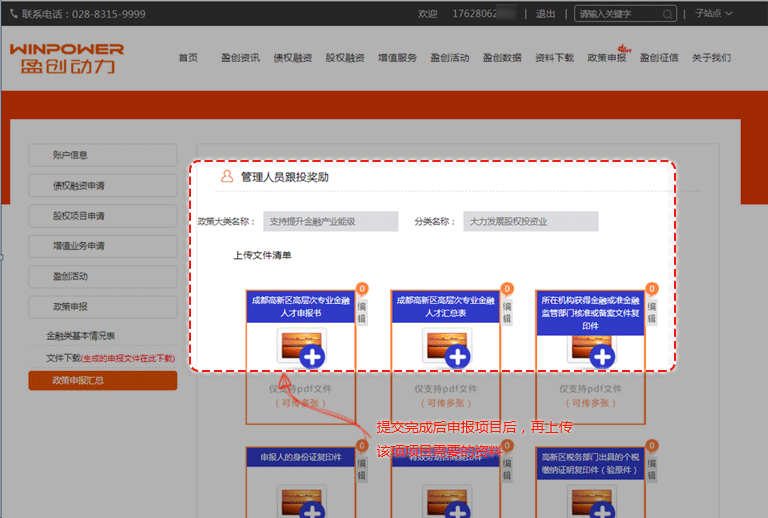 联系电话：028-8315-9999
欢迎 17628062 | 退出 | 请输入关键字 | 子站点
WINPOWER
盈创动力
首页 盈创资讯 债权融资 股权融资 增值服务 盈创活动 盈创数据 资料下载 政策申报 盈创征信 关于我们
账户信息
债权融资申请
股权项目申请
增值业务申请
盈创活动
政策申报
金融类基本情况表
文件下载(生成的申报文件在此下载)
政策申报汇总
管理人员跟投奖励
政策大类名称： 支持提升金融产业能级 分类名称： 大力发展股权投资业
上传文件清单
成都高新区高层次专业金融人才申报书
0
编辑
仅支持pdf文件
（可传多张）
成都高新区高层次专业金融人才汇总表
0
编辑
仅支持pdf文件
（可传多张）
所在机构获得金融或准金融监管部门核准或备案文件复印件
0
编辑
仅支持pdf文件
（可传多张）
提交完成后申报项目后，再上传
该项项目需要的资料
申报人的身份证复印件
0
编辑
0
编辑
高新区税务部门出具的个税缴纳证明复印件（验原件）
0
编辑